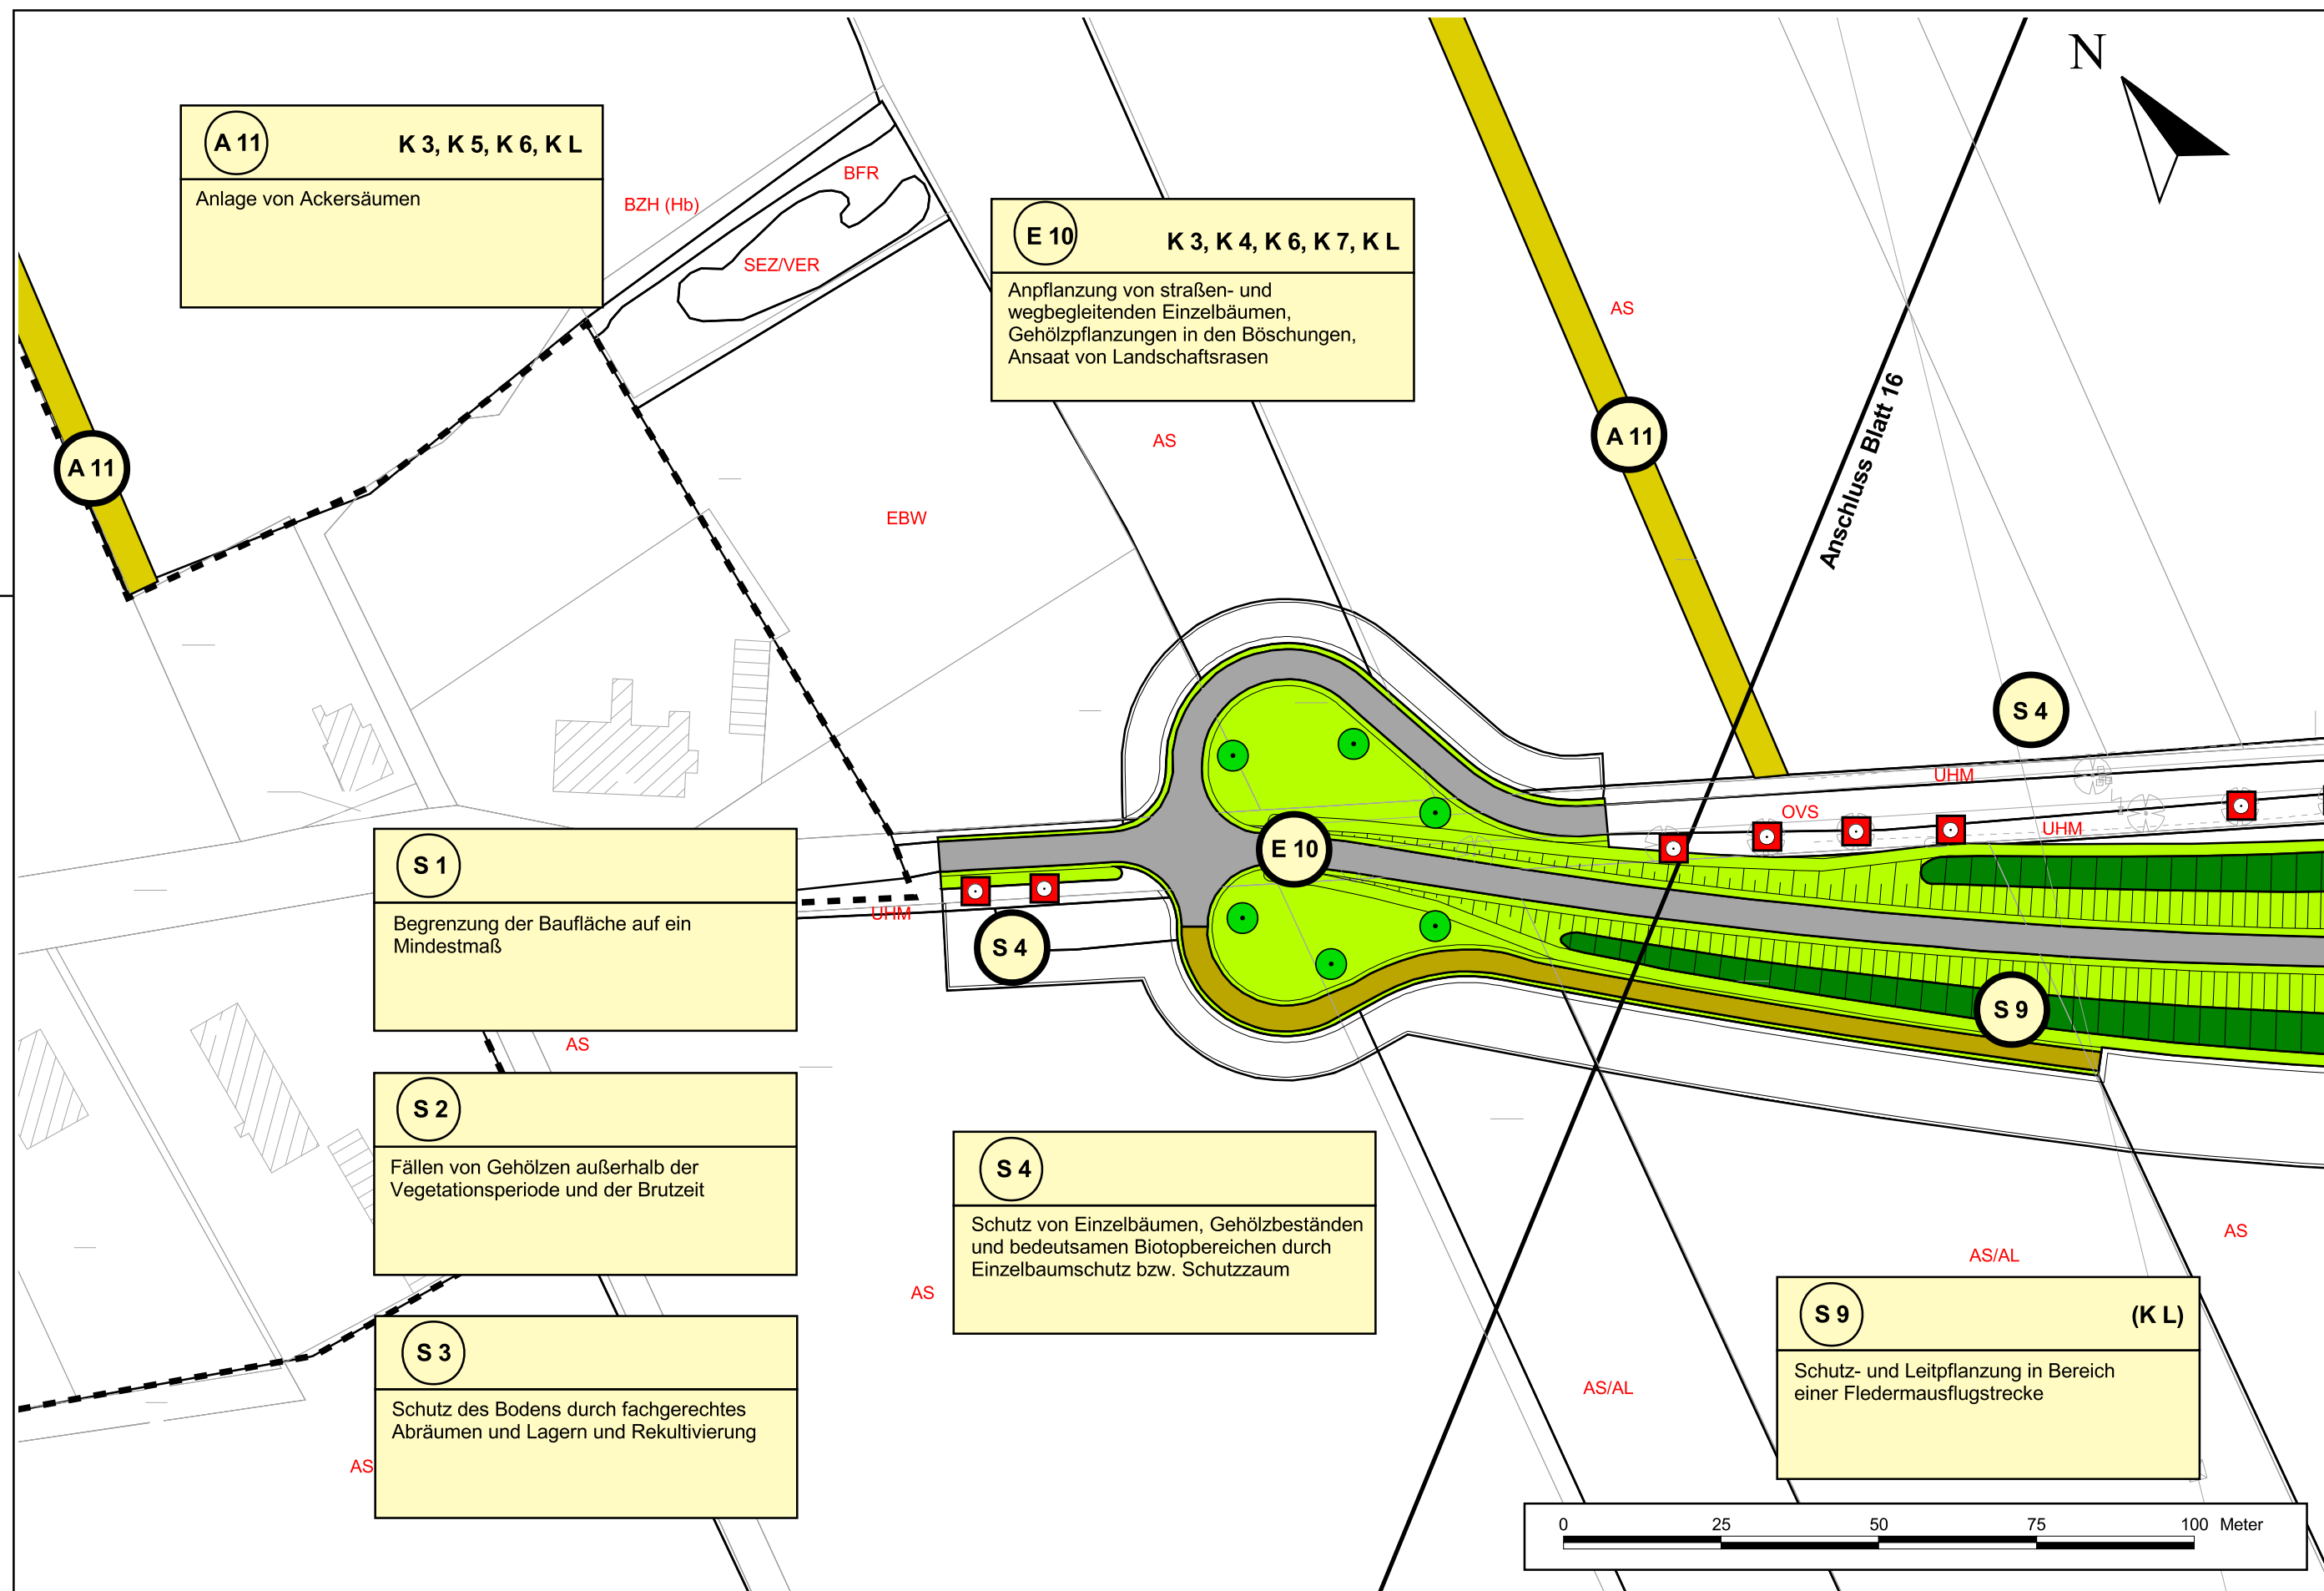 N
A 11
K 3, K 5, K 6, K L
Anlage von Ackersäumen
BZH (Hb)
BFR
SEZ/VER
E 10
K 3, K 4, K 6, K 7, K L
Anpflanzung von straßen- und
wegbegleitenden Einzelbäumen,
Gehölzpflanzungen in den Böschungen,
Ansaat von Landschaftsrasen
AS
AS
A 11
A 11
Anschluss Blatt 16
EBW
S 4
UHM
OVS
UHM
E 10
UHM
S 4
S 9
S 1
Begrenzung der Baufläche auf ein
Mindestmaß
AS
S 2
Fällen von Gehölzen außerhalb der
Vegetationsperiode und der Brutzeit
S 4
Schutz von Einzelbäumen, Gehölzbeständen
und bedeutsamen Biotopbereichen durch
Einzelbaumschutz bzw. Schutzzaum
AS
AS/AL
AS
S 9
(K L)
Schutz- und Leitpflanzung in Bereich
einer Fledermausflugstrecke
S 3
Schutz des Bodens durch fachgerechtes
Abräumen und Lagern und Rekultivierung
AS/AL
AS
0 25 50 75 100 Meter